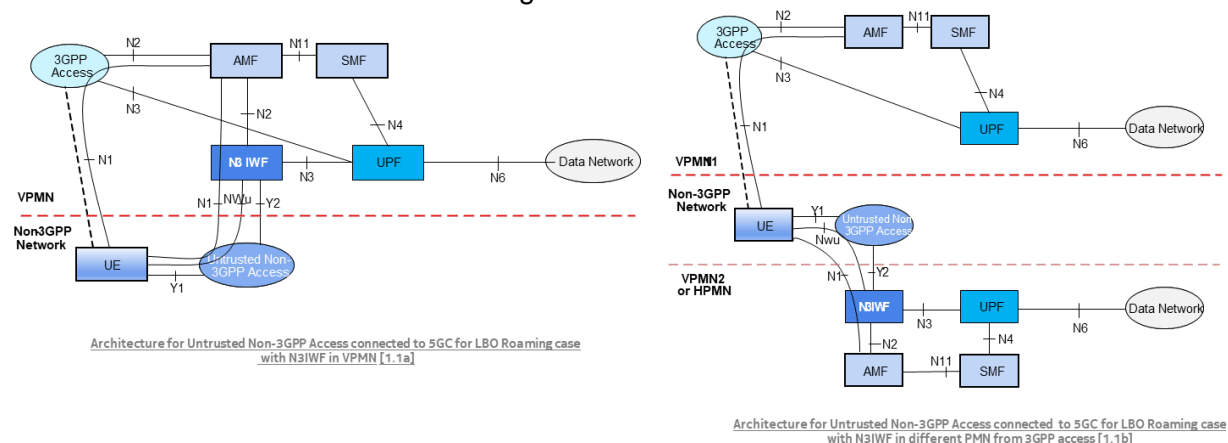 N2
N11
3GPP
Access
AMF
SMF
N3
N2
N4
N1
N3IWF
UPF
Data Network
N3
N6
VPMN
N1
NWu
Y2
Non3GPP
Network
UE
Untrusted Non-
3GPP Access
Y1
Architecture for Untrusted Non-3GPP Access connected to 5GC for LBO Roaming case
with N3IWF in VPMN [1.1a]
N2
N11
3GPP
Access
AMF
SMF
N3
N4
N1
UPF
Data Network
N6
VPMN1
Non-3GPP
Network
UE
Y1
Untrusted Non-
3GPP Access
Nwu
VPMN2
or HPMN
N1
Y2
N3IWF
UPF
Data Network
N3
N6
N2
N4
AMF
N11
SMF
Architecture for Untrusted Non-3GPP Access connected to 5GC for LBO Roaming case
with N3IWF in different PMN from 3GPP access [1.1b]